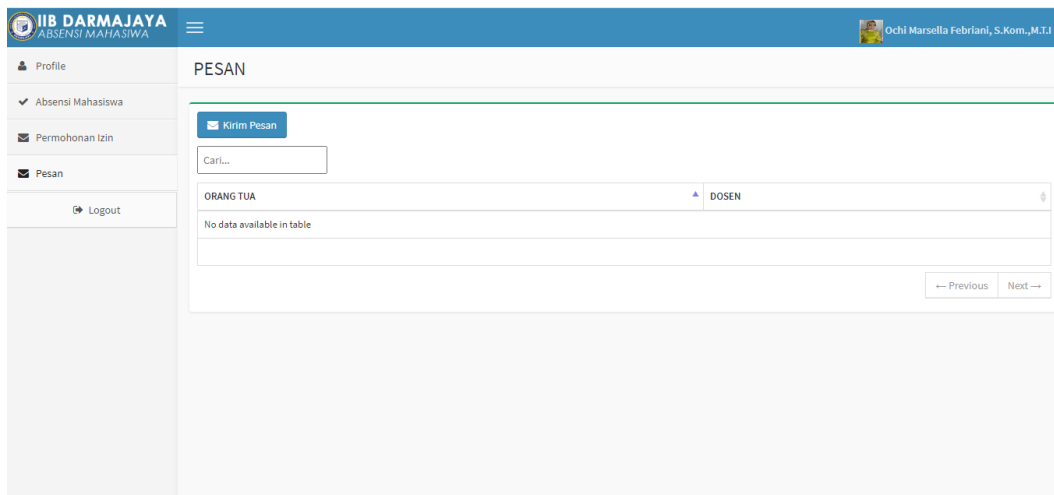 IIB DARMAJAYA
ABSENSI MAHASIWA
Ochi Marsella Febriani, S.Kom.,M.T.I
Profile
Absensi Mahasiswa
Permohonan Izin
Pesan
Logout
PESAN
Kirim Pesan
Cari...
ORANG TUA DOSEN
No data available in table
← Previous Next →